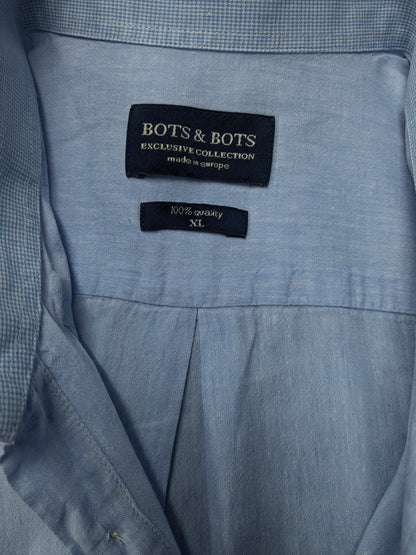 BOTS & BOTS
EXCLUSIVE COLLECTION
made in europe
100% quality
XL